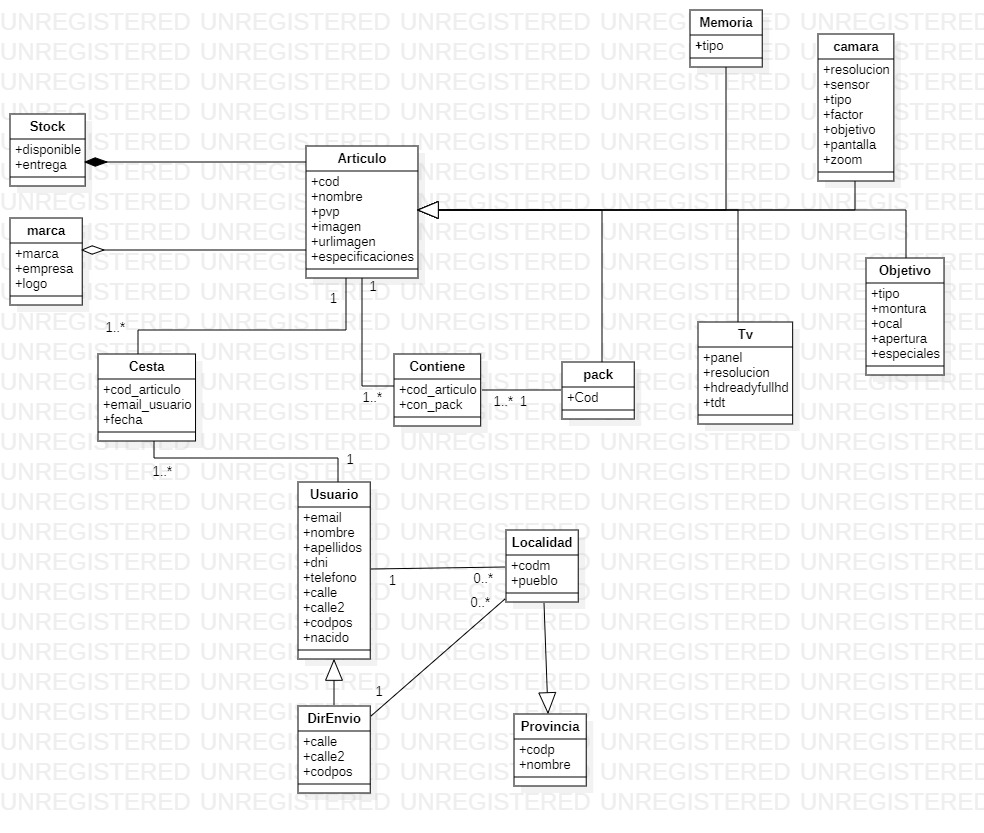 Memoria
+tipo
camara
+resolucion
+sensor
+tipo
+factor
+objetivo
+pantalla
+zoom
Stock
+disponible
+entrega
Articulo
+cod
+nombre
+pvp
+imagen
+urlimagen
+especificaciones
marca
+marca
+empresa
+logo
Objetivo
+tipo
+montura
+ocal
+apertura
+especiales
1
1
1..*
Tv
+panel
+resolucion
+hdreadyfullhd
+tdt
Cesta
+cod_articulo
+email_usuario
+fecha
Contiene
+cod_articulo
+con_pack
1..*
1..* 1
pack
+Cod
1..*
1
Usuario
+email
+nombre
+apellidos
+dni
+telefono
+calle
+calle2
+codpos
+nacido
Localidad
+codm
+pueblo
1
0..*
0..*
1
DirEnvio
+calle
+calle2
+codpos
Provincia
+codp
+nombre
UNREGISTERED